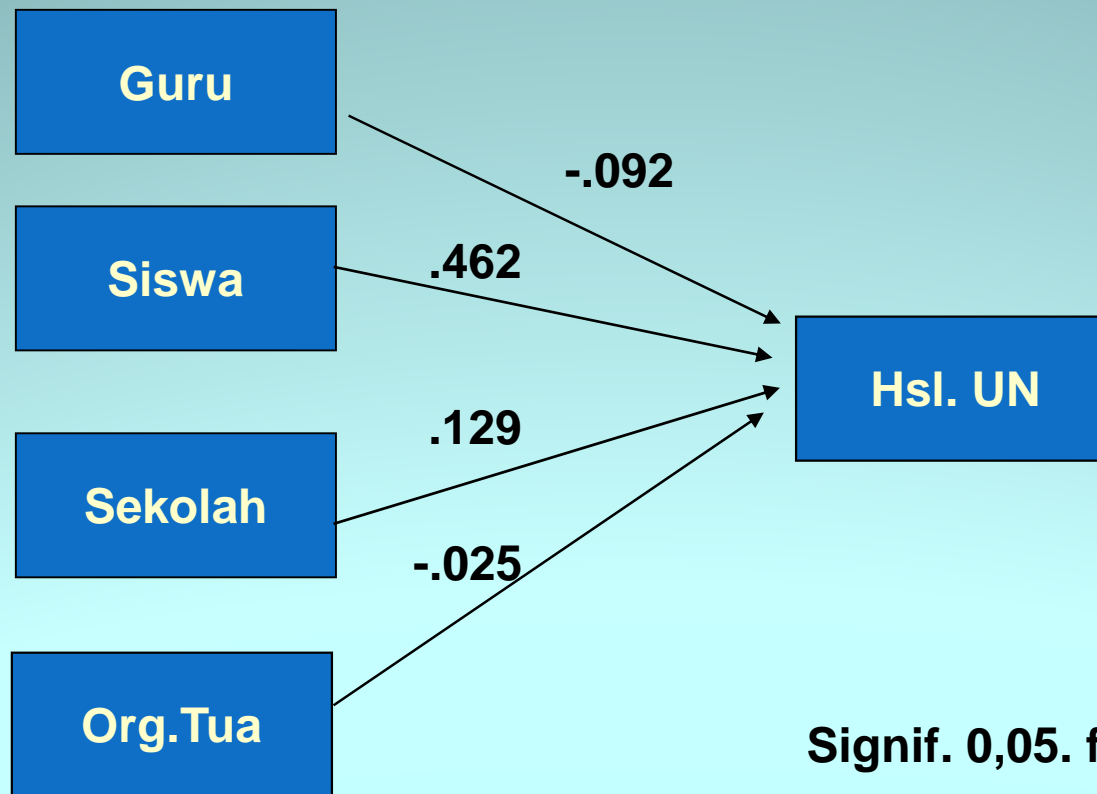 Guru
-.092
Siswa
.462
Hsl. UN
.129
Sekolah
-.025
Org.Tua
Signif. 0,05. f